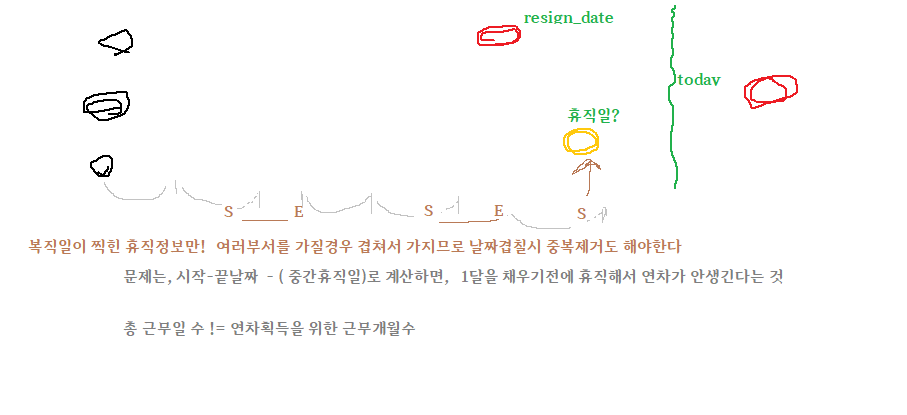 resign_date
today
휴직일?
S E S E S
복직일이 찍힌 휴직정보만! 여러부서를 가질경우 겹쳐서 가지므로 날짜겹칠시 중복제거도 해야한다
문제는, 시작-끝날짜 - ( 중간휴직일)로 계산하면, 1달을 채우기전에 휴직해서 연차가 안생긴다는 것
총 근무일 수 != 연차획득을 위한 근무개월수